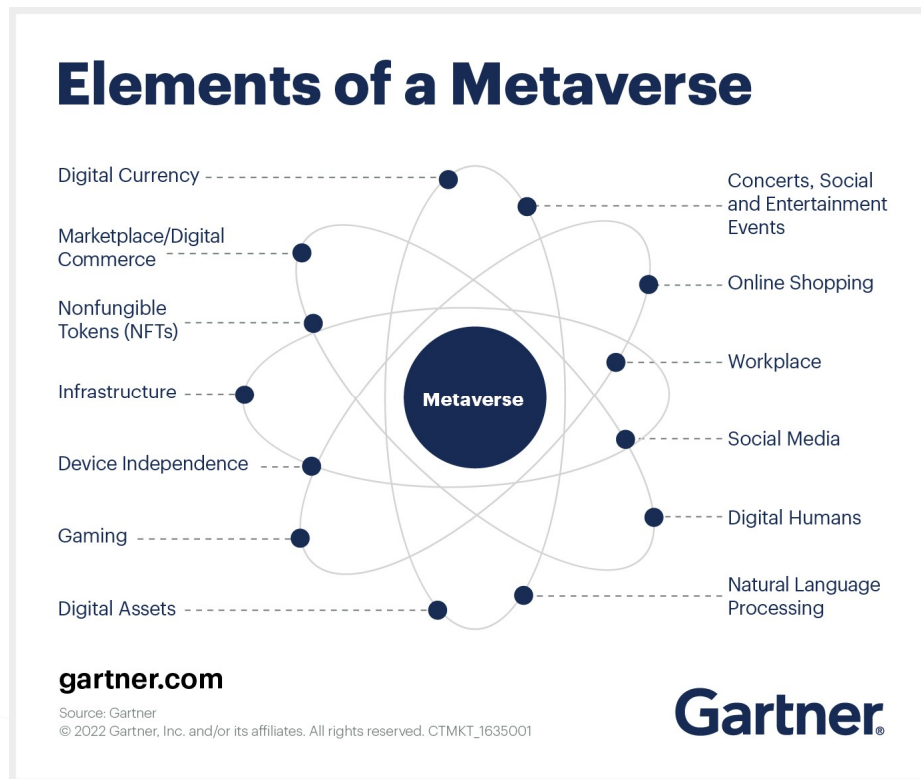 Elements of a Metaverse
Digital Currency
Marketplace/Digital
Commerce
Nonfungible
Tokens (NFTs)
Infrastructure
Device Independence
Gaming
Digital Assets
Metaverse
Concerts, Social
and Entertainment
Events
Online Shopping
Workplace
Social Media
Digital Humans
Natural Language
Processing
gartner.com
Source: Gartner
© 2022 Gartner, Inc. and/or its affiliates. All rights reserved. CTMKT_1635001
Gartner®